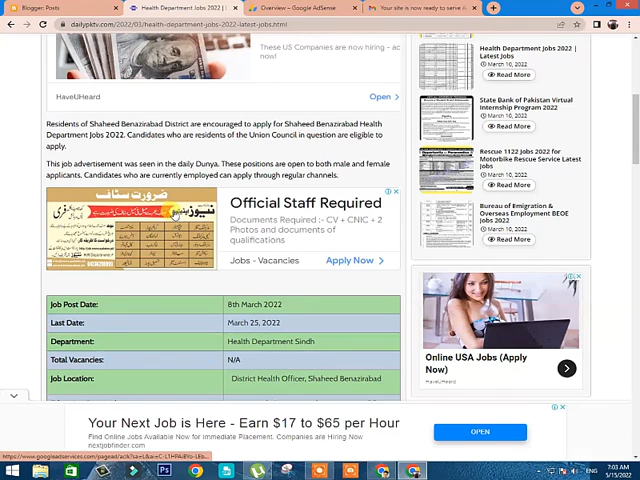 Blogger: Posts
Health Department Jobs 2022 |
Overview – Google AdSense
Your site is now ready to serve A
dailypktv.com/2022/03/health-department-jobs-2022-latest-jobs.html
These US Companies are now hiring - ac
now!
HaveUHeard
Open >
Residents of Shaheed Benazirabad District are encouraged to apply for Shaheed Benazirabad Health
Department Jobs 2022. Candidates who are residents of the Union Council in question are eligible to
apply.
This job advertisement was seen in the daily Dunya. These positions are open to both male and female
applicants. Candidates who are currently employed can apply through regular channels.
ضرورت سٹاف
نیوز
فری
Official Staff Required
Documents Required :- CV + CNIC + 2
Photos and documents of
qualifications
Jobs - Vacancies
Apply Now >
Job Post Date: 8th March 2022
Last Date: March 25, 2022
Department: Health Department Sindh
Total Vacancies: N/A
Job Location: District Health Officer, Shaheed Benazirabad
Health Department Jobs 2022 |
Latest Jobs
March 10, 2022
Read More
State Bank of Pakistan Virtual
Internship Program 2022
March 10, 2022
Read More
Rescue 1122 Jobs 2022 for
Motorbike Rescue Service Latest
Jobs
March 10, 2022
Read More
Bureau of Emigration &
Overseas Employment BEOE
Jobs 2022
March 10, 2022
Read More
Online USA Jobs (Apply
Now)
HaveUHeard
Your Next Job is Here - Earn $17 to $65 per Hour
Find Online Jobs Available Now for Immediate Placement. Companies are Hiring Now
nextjobfinder
OPEN
ENG
7:03 AM
5/15/2022